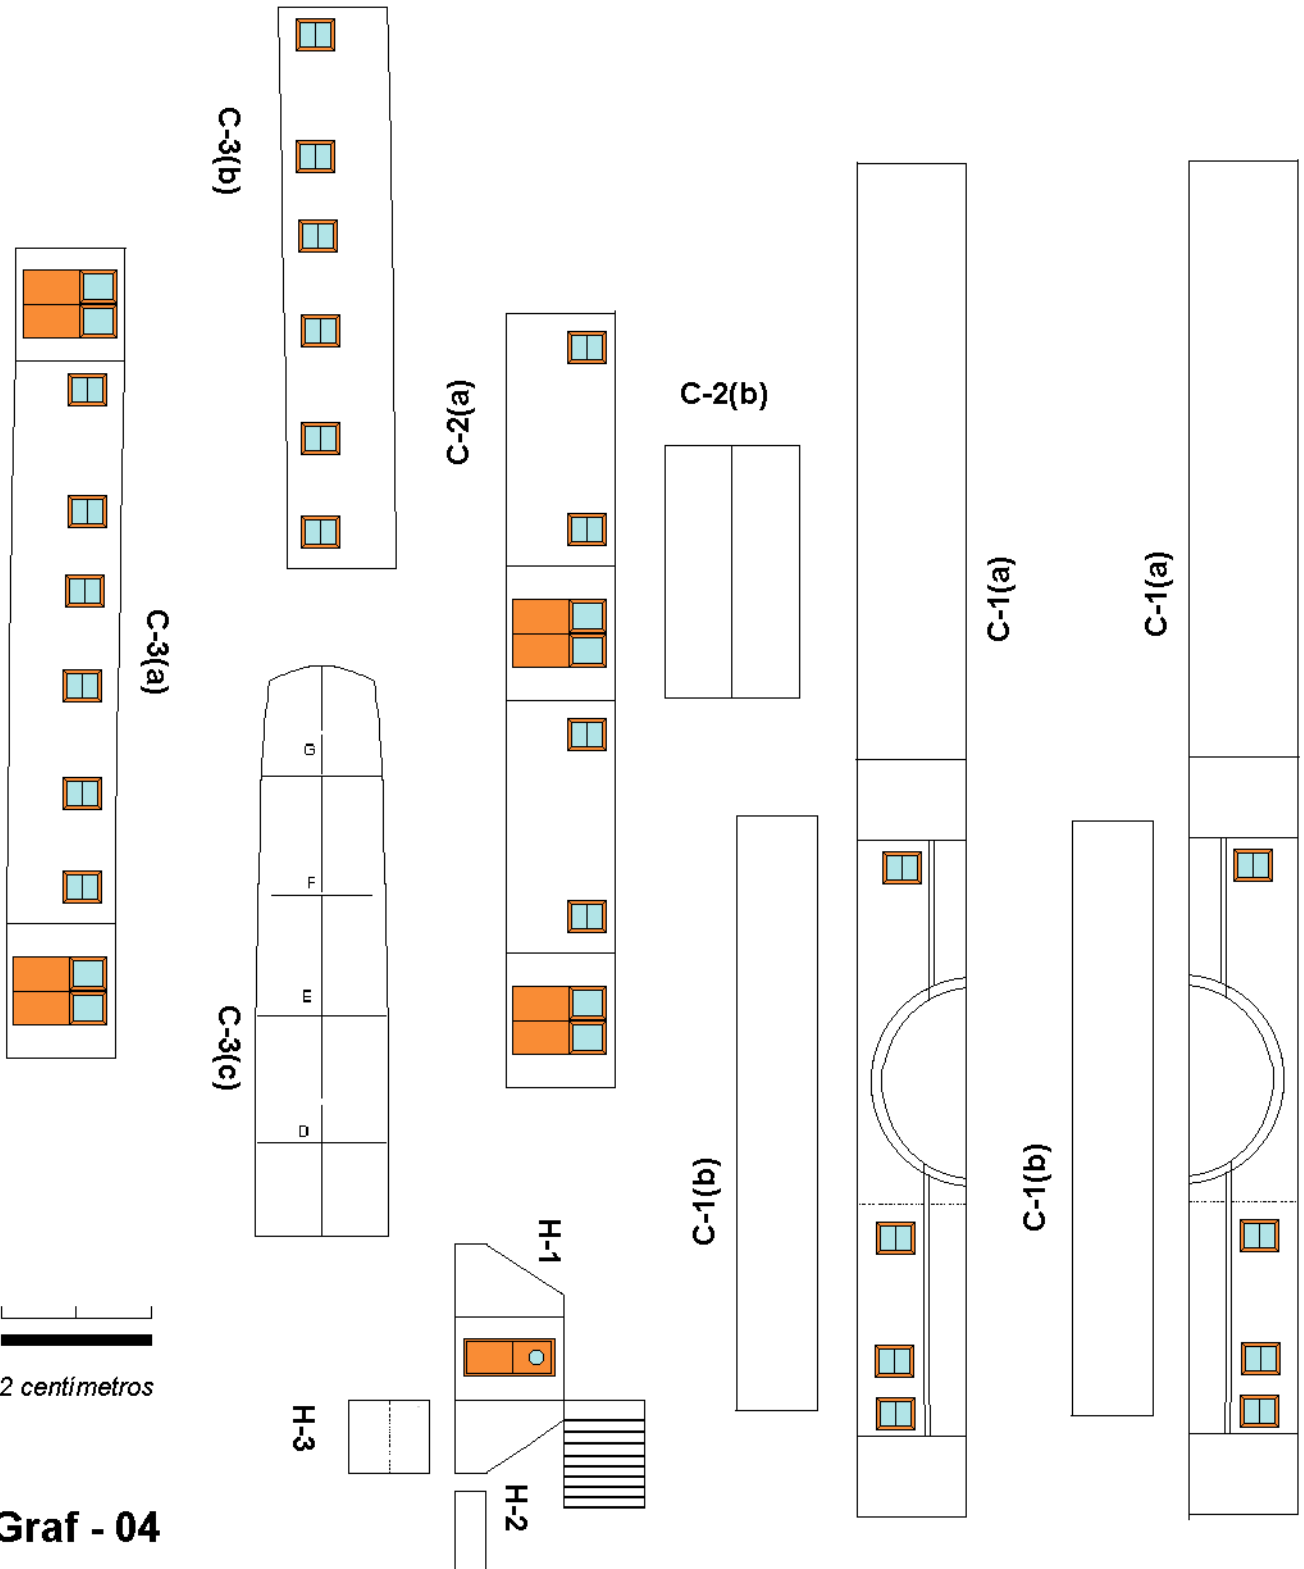 C-3(b)
C-2(a)
C-2(b)
C-1(a)
C-1(a)
C-3(a)
G
F
E
D
C-3(c)
C-1(b)
C-1(b)
H-1
H-3
H-2
2 centímetros
Graf - 04